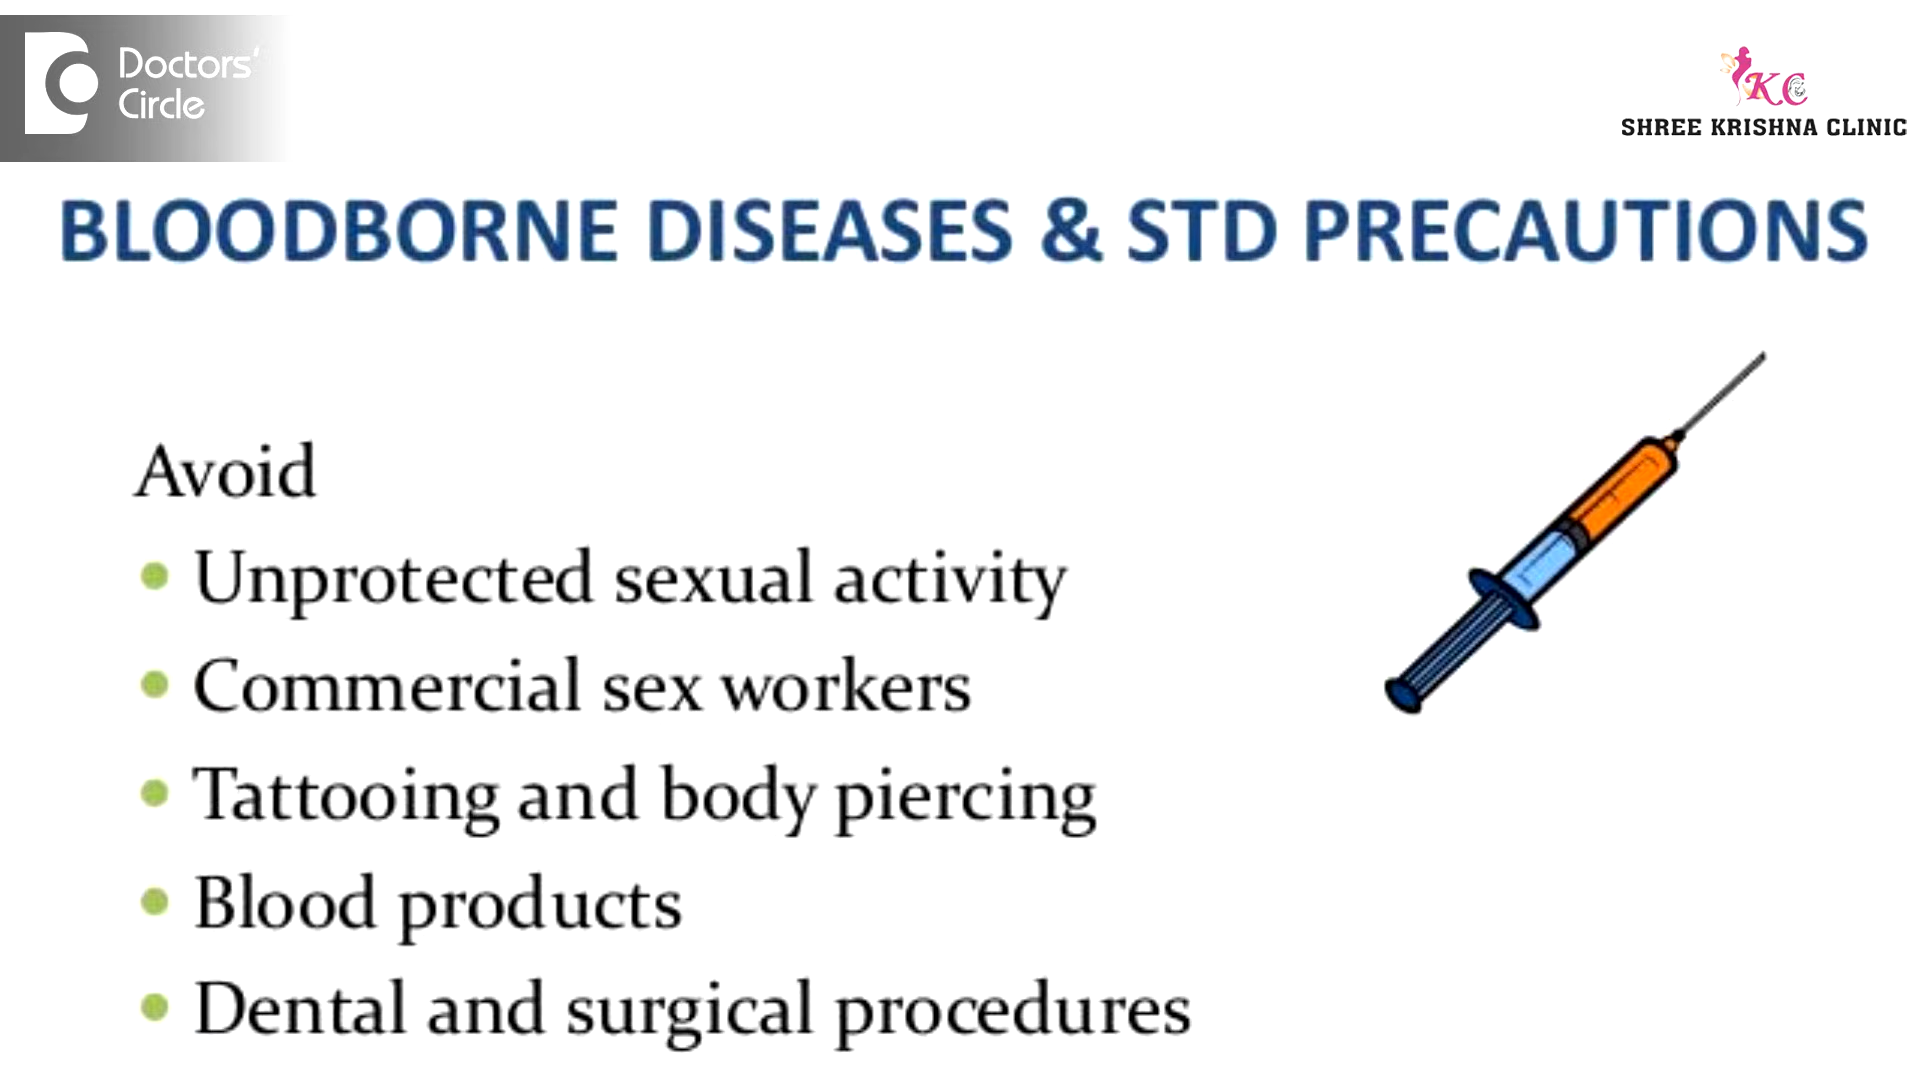 Doctors'
Circle
KC
SHREE KRISHNA CLINIC
BLOODBORNE DISEASES & STD PRECAUTIONS
Avoid
• Unprotected sexual activity
• Commercial sex workers
• Tattooing and body piercing
• Blood products
• Dental and surgical procedures